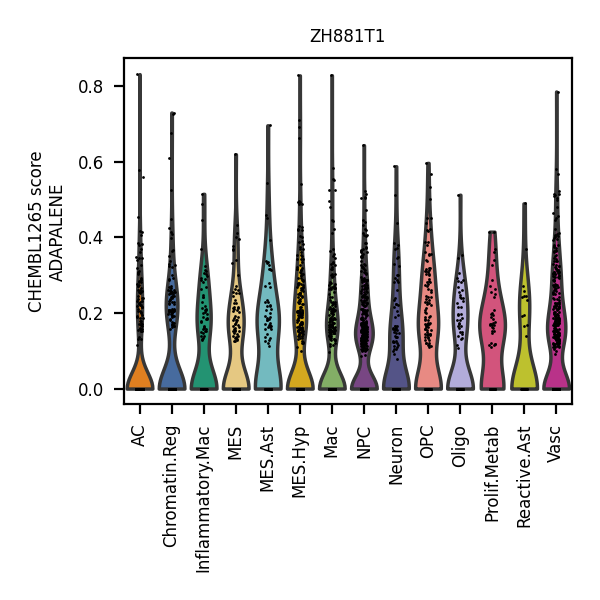 ZH881T1
CHEMBL1265 score
ADAPALENE
0.8
0.6
0.4
0.2
0.0
AC
Chromatin.Reg
Inflammatory.Mac
MES
MES.Ast
MES.Hyp
Mac
NPC
Neuron
OPC
Oligo
Prolif.Metab
Reactive.Ast
Vasc